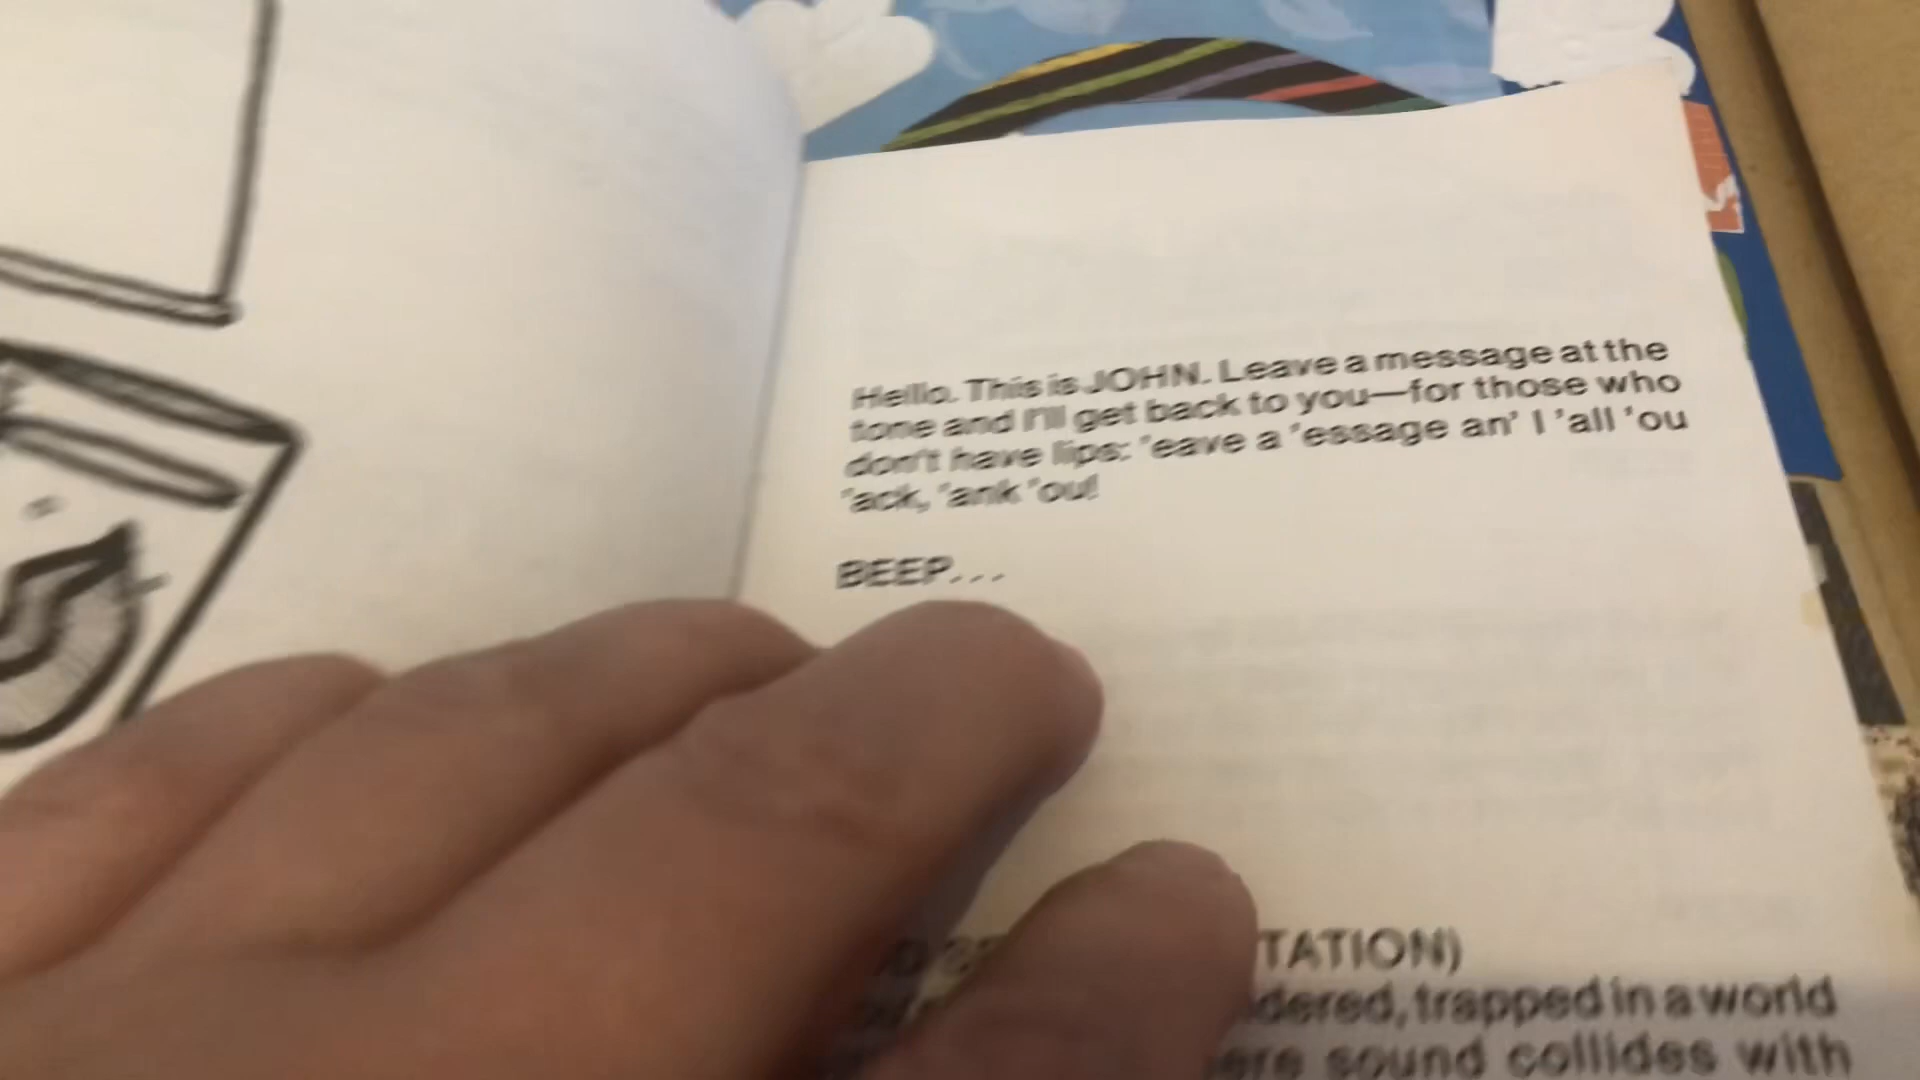 Hello. This is JOHN. Leave a message at the
tone and I'll get back to you—for those who
don't have lips: 'eave a 'essage an' I 'all 'ou
'ack, 'ank 'ou!
BEEP...
TATION)
dered, trapped in a world
ere sound collides with